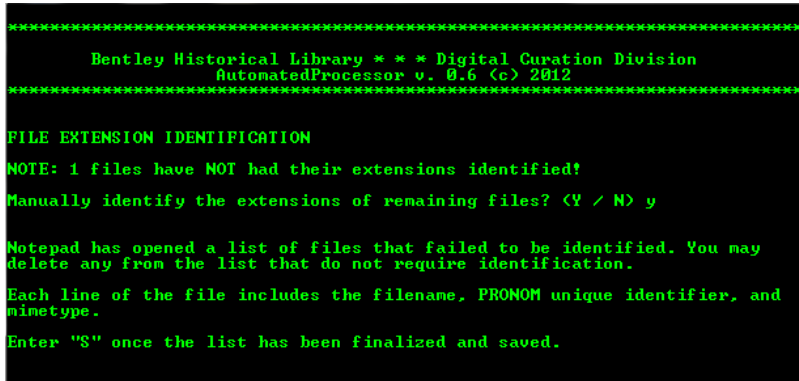 ***************************************************************************
Bentley Historical Library * * * Digital Curation Division
AutomatedProcessor v. 0.6 (c) 2012
***************************************************************************
FILE EXTENSION IDENTIFICATION
NOTE: 1 files have NOT had their extensions identified!
Manually identify the extensions of remaining files? (Y / N) y
Notepad has opened a list of files that failed to be identified. You may
delete any from the list that do not require identification.
Each line of the file includes the filename, PRONOM unique identifier, and
mimetype.
Enter "S" once the list has been finalized and saved.